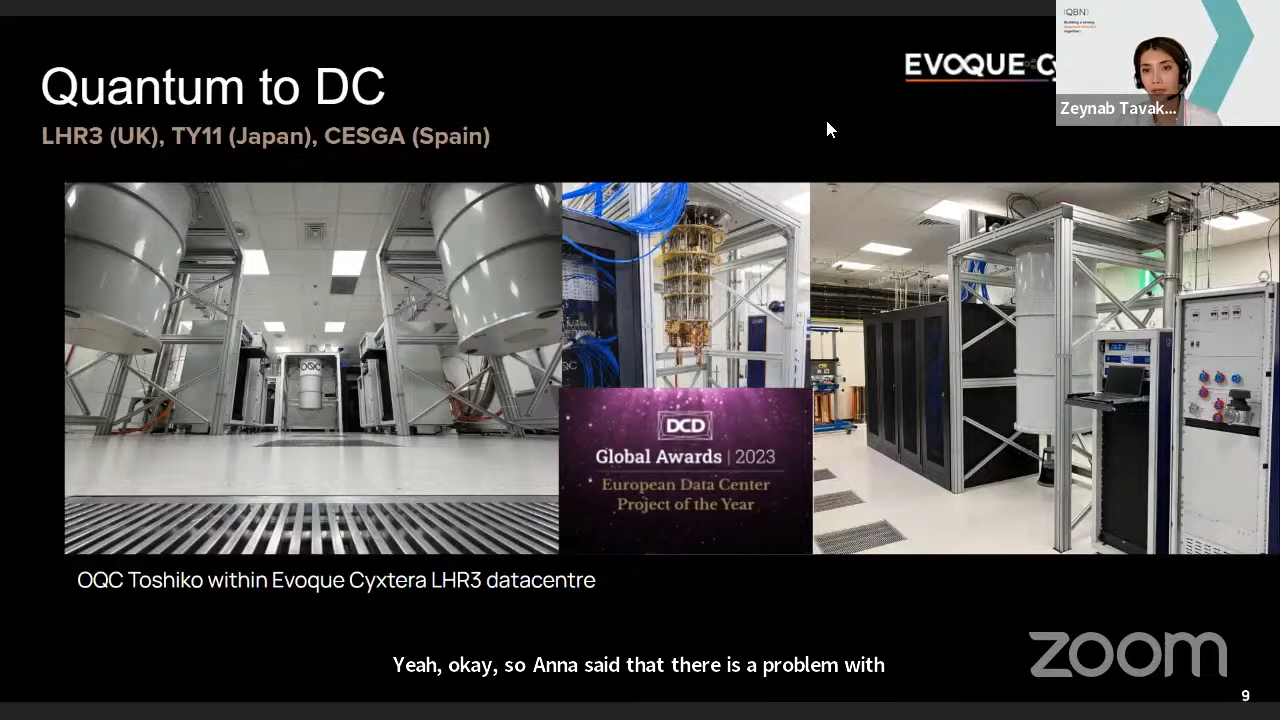 Quantum to DC
LHR3 (UK), TY11 (Japan), CESGA (Spain)
EVOQUE
QBN
Zeynab Tavak...
OQC
DCD
Global Awards | 2023
European Data Center
Project of the Year
OQC Toshiko within Evoque Cyxtera LHR3 datacentre
Yeah, okay, so Anna said that there is a problem with
zoom
9